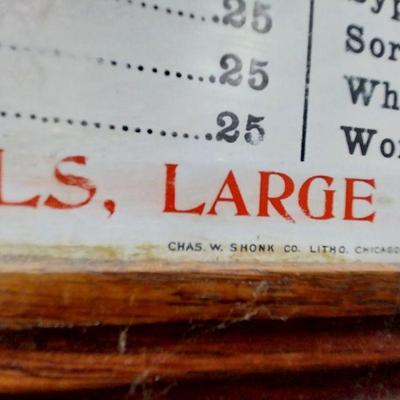 ..........25
..........25
..........25
Sor
Wh
Wo
LS, LARGE
CHAS. W. SHONK CO. LITHO. CHICAGO